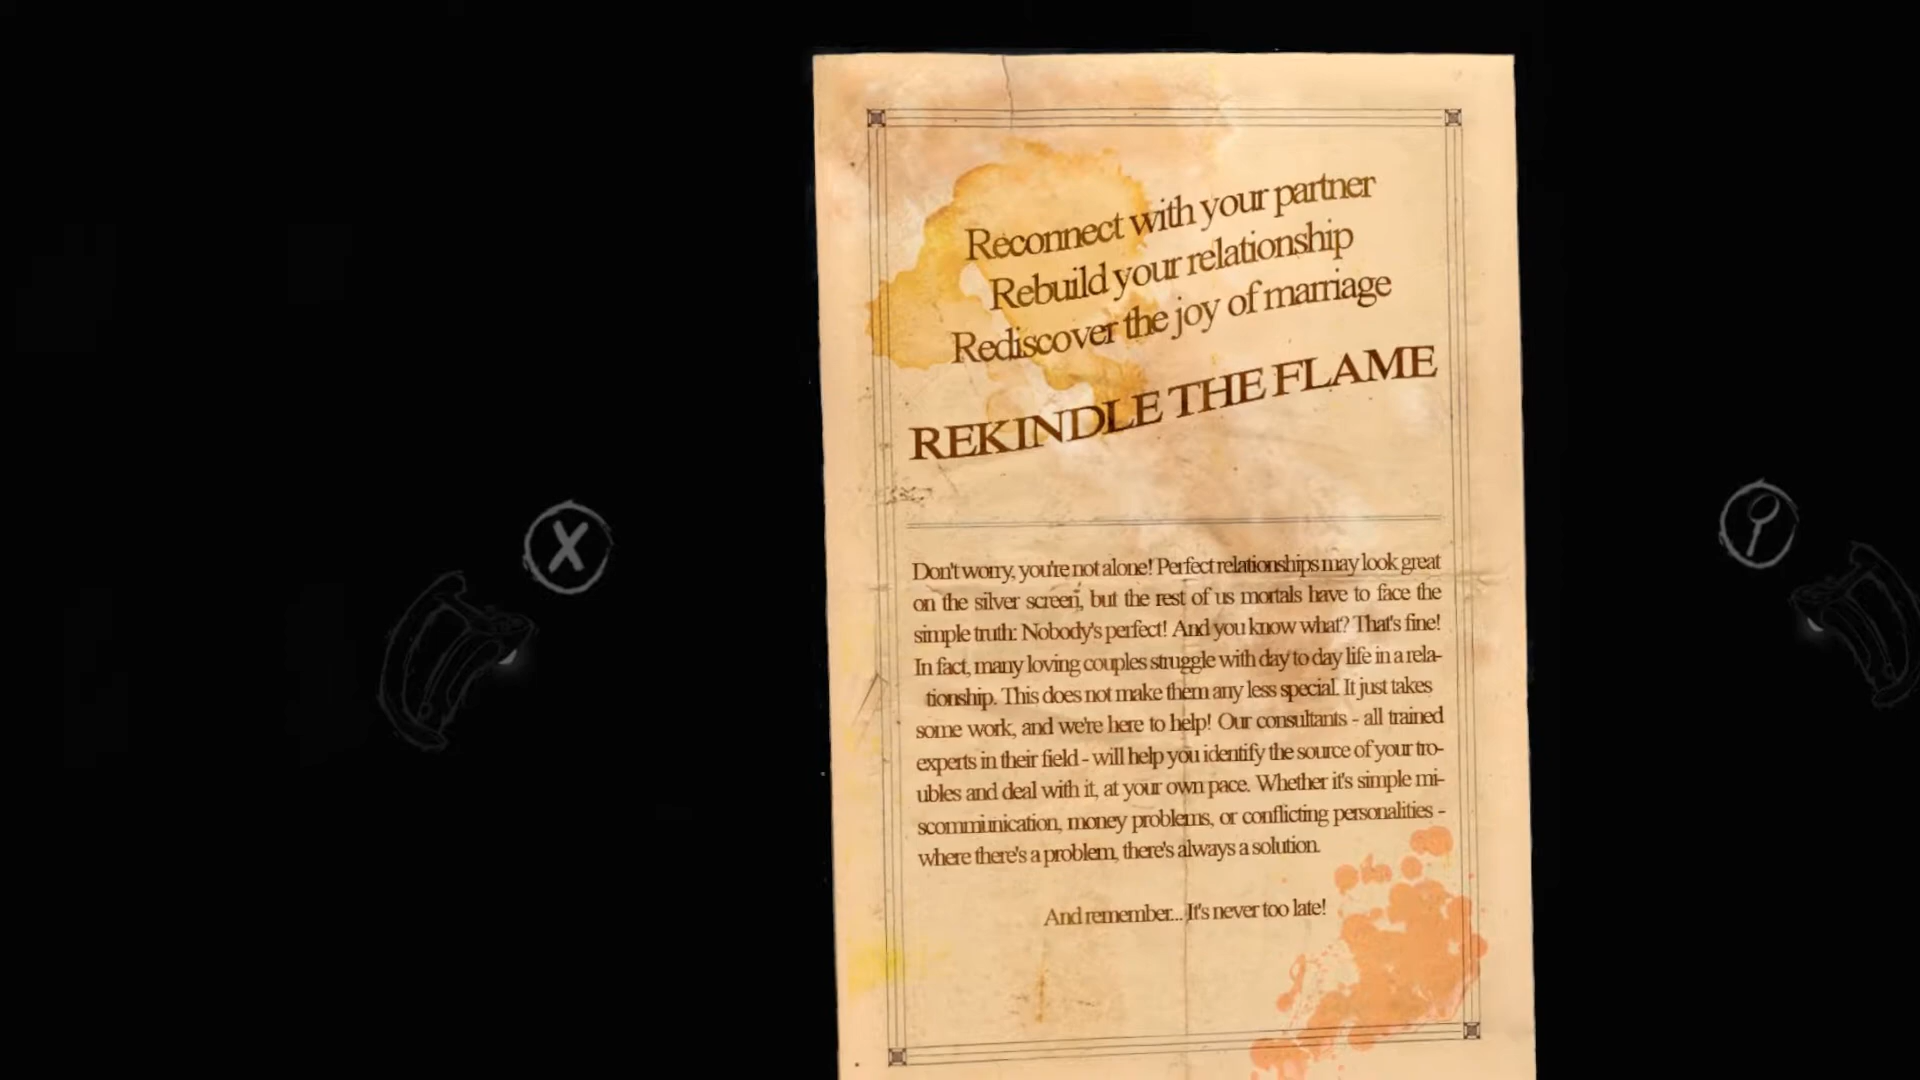 Reconnect with your partner
Rebuild your relationship
Rediscover the joy of marriage
REKINDLE THE FLAME
Don't worry, you're not alone! Perfect relationships may look great
on the silver screen, but the rest of us mortals have to face the
simple truth: Nobody's perfect! And you know what? That's fine!
In fact, many loving couples struggle with day to day life in a rela-
tionship. This does not make them any less special. It just takes
some work, and we're here to help! Our consultants - all trained
experts in their field - will help you identify the source of your tro-
ubles and deal with it, at your own pace. Whether it's simple mi-
scommunication, money problems, or conflicting personalities -
where there's a problem, there's always a solution.
And remember... It's never too late!
X